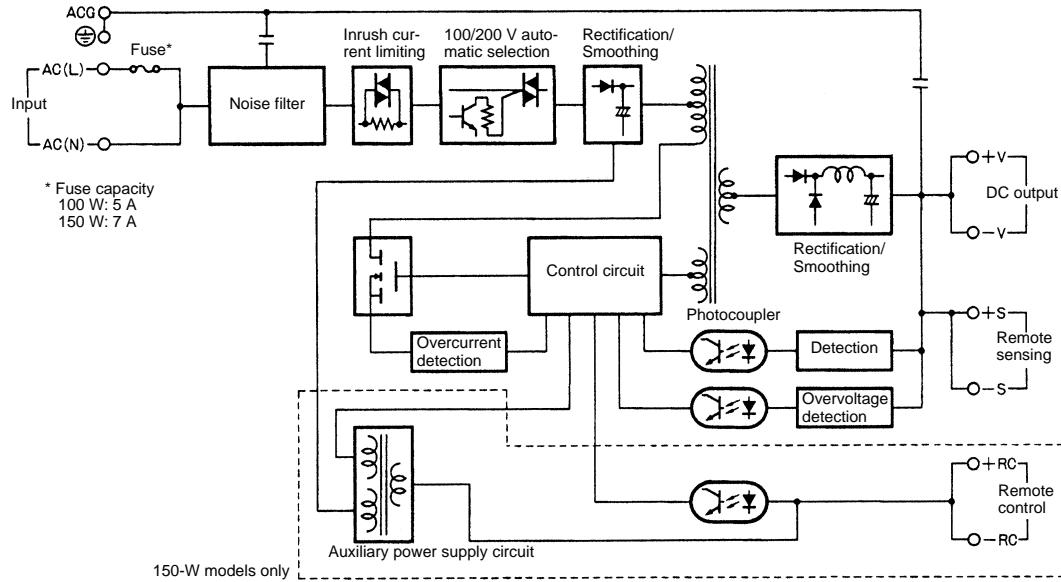 ACG
Fuse*
AC(L)
Input
AC(N)
* Fuse capacity
100 W: 5 A
150 W: 7 A
Noise filter
Inrush cur-
rent limiting
100/200 V auto-
matic selection
Rectification/
Smoothing
Rectification/
Smoothing
+V
DC output
−V
Control circuit
Overcurrent
detection
Photocoupler
Detection
Overvoltage
detection
+S
Remote
sensing
−S
+RC
Remote
control
−RC
Auxiliary power supply circuit
150-W models only